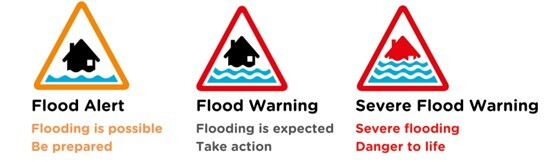 Flood Alert
Flooding is possible
Be prepared
Flood Warning
Flooding is expected
Take action
Severe Flood Warning
Severe flooding
Danger to life